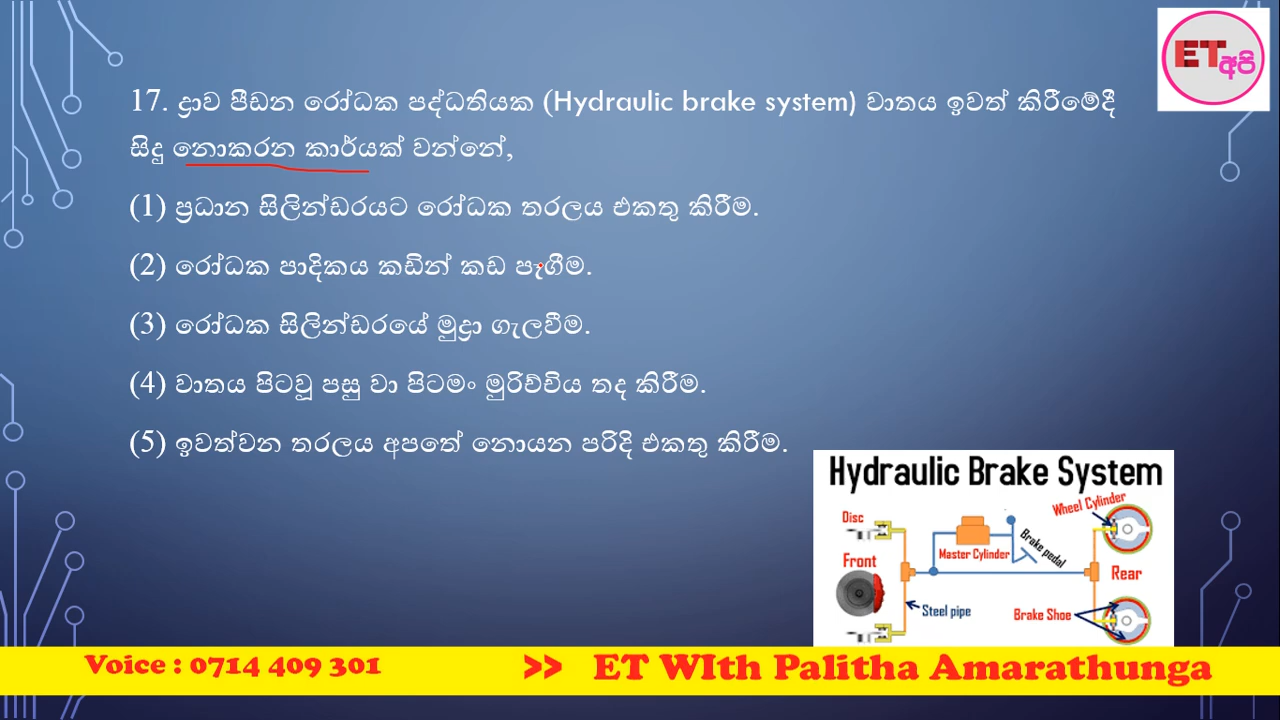 ET
අපි
17. ද්‍රාව පීඩන රෝධක පද්ධතියක (Hydraulic brake system) වාතය ඉවත් කිරීමේදී
සිදු නොකරන කාර්යක් වන්නේ,
(1) ප්‍රධාන සිලින්ඩරයට රෝධක තරලය එකතු කිරීම.
(2) රෝධක පාදිකය කඩින් කඩ පෑගීම.
(3) රෝධක සිලින්ඩරයේ මුද්‍රා ගැලවීම.
(4) වාතය පිටවූ පසු වා පිටමං මුරිච්චිය තද කිරීම.
(5) ඉවත්වන තරලය අපතේ නොයන පරිදි එකතු කිරීම.
Hydraulic Brake System
Disc
Front
Steel pipe
Master Cylinder
Brake pedal
Wheel Cylinder
Rear
Brake Shoe
Voice : 0714 409 301 >> ET WIth Palitha Amarathunga